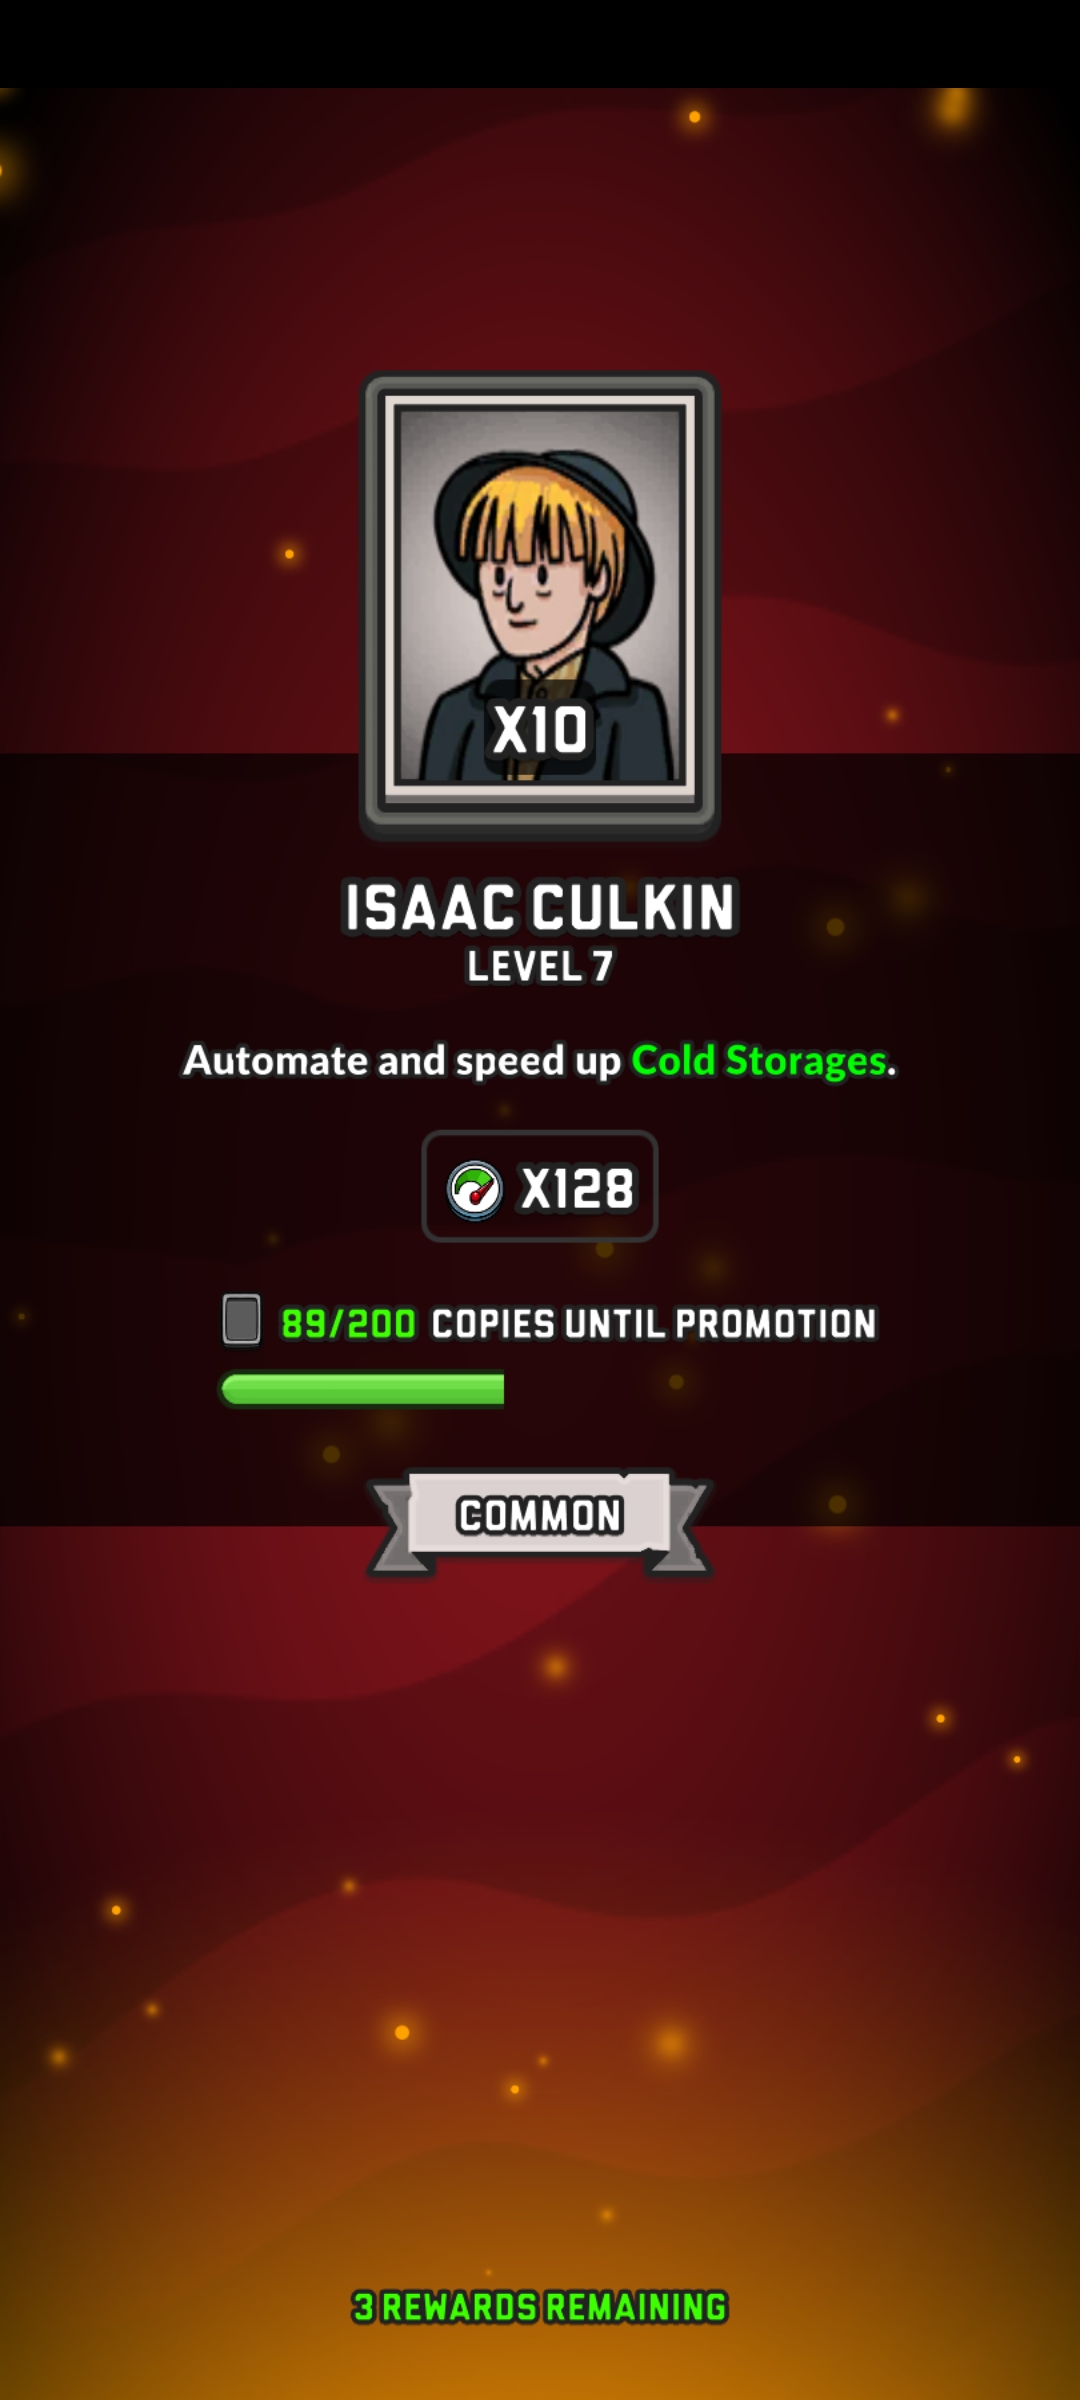 X10
ISAAC CULKIN
LEVEL 7
Automate and speed up Cold Storages.
X128
89/200 COPIES UNTIL PROMOTION
COMMON
3 REWARDS REMAINING